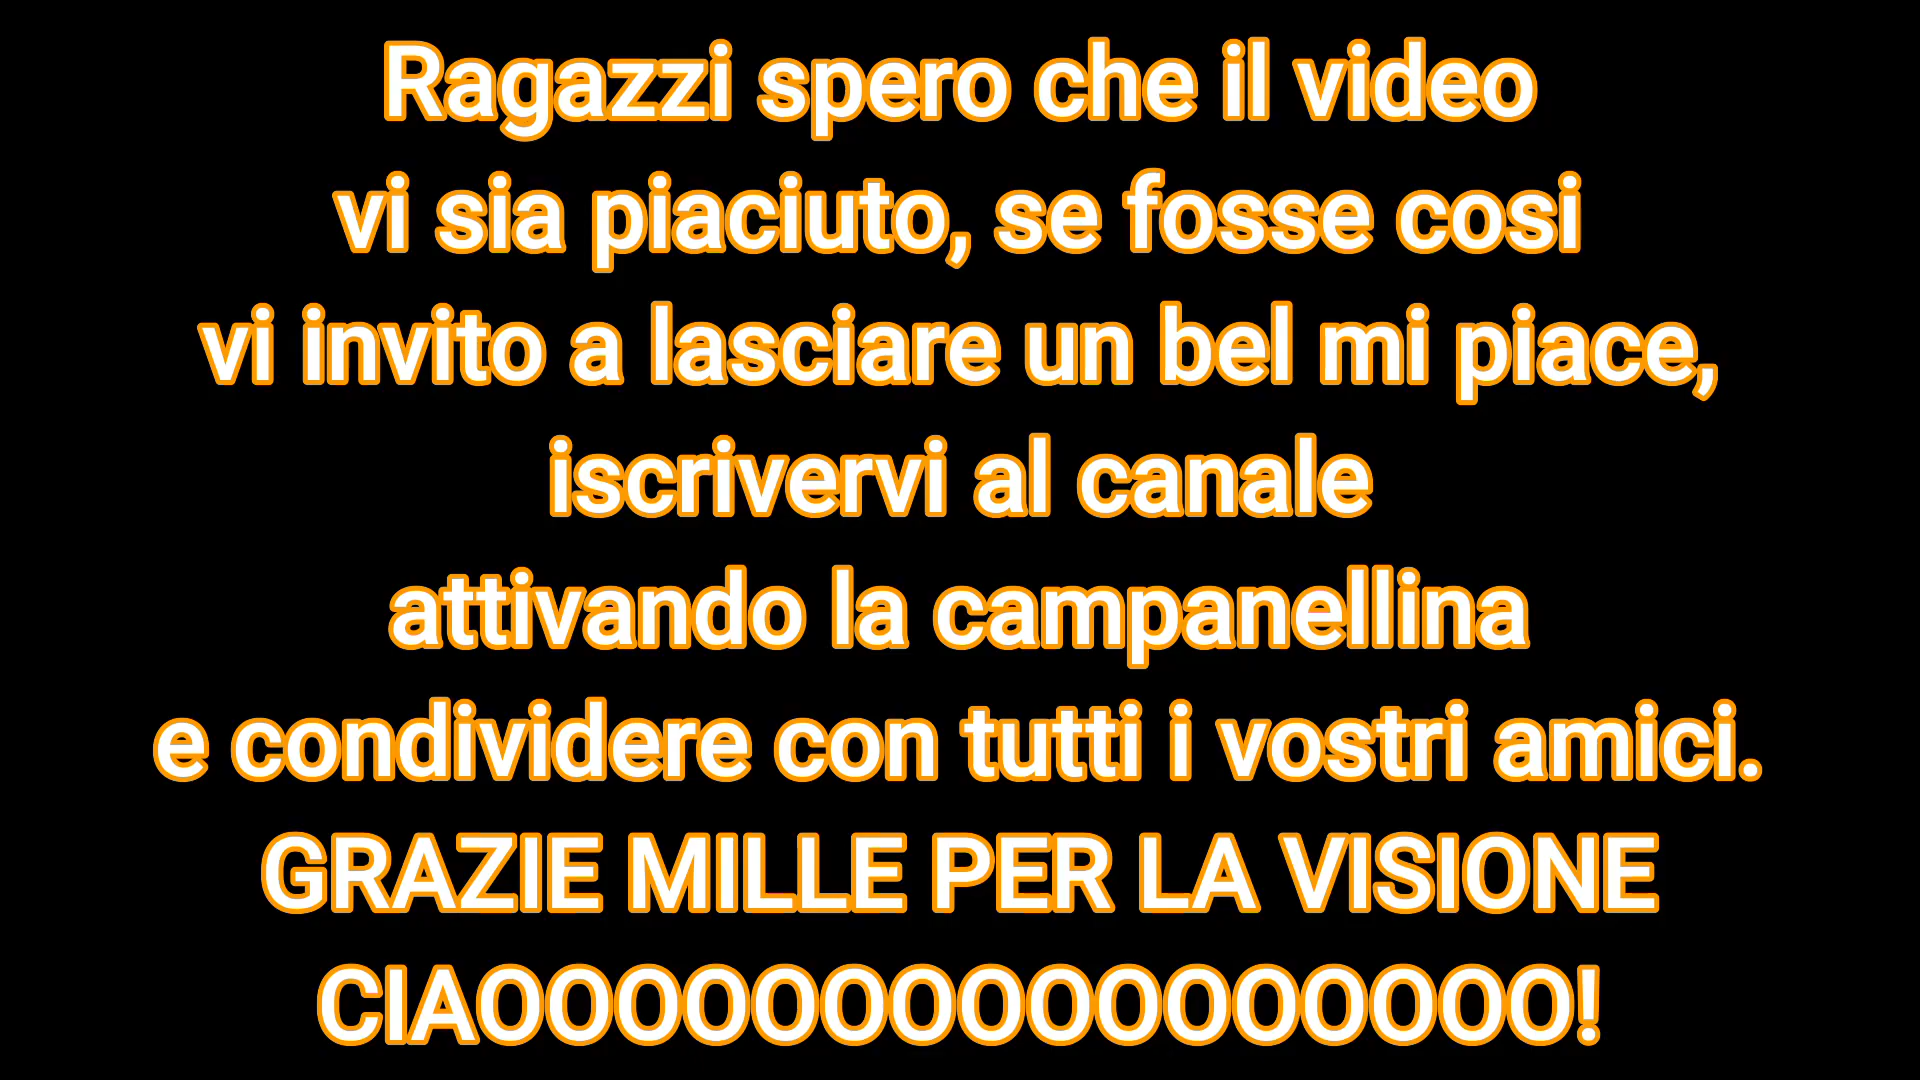 Ragazzi spero che il video
vi sia piaciuto, se fosse cosi
vi invito a lasciare un bel mi piace,
iscrivervi al canale
attivando la campanellina
e condividere con tutti i vostri amici.
GRAZIE MILLE PER LA VISIONE
CIAOOOOOOOOOOOOOOOO!